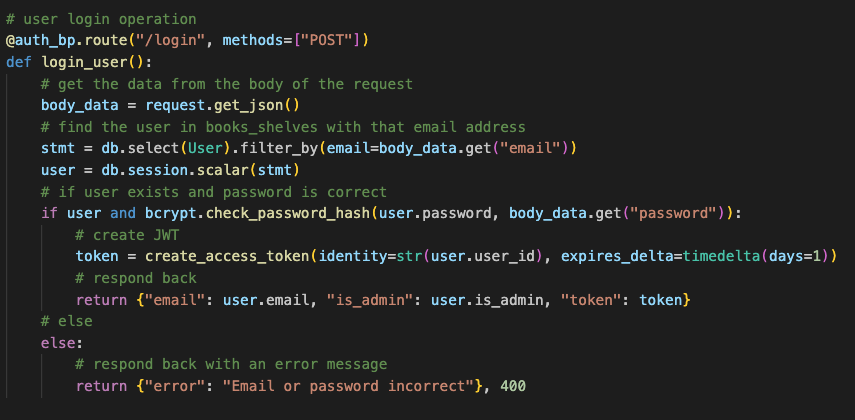 # user login operation
@auth_bp.route("/login", methods=["POST"])
def login_user():
    # get the data from the body of the request
    body_data = request.get_json()
    # find the user in books_shelves with that email address
    stmt = db.select(User).filter_by(email=body_data.get("email"))
    user = db.session.scalar(stmt)
    # if user exists and password is correct
    if user and bcrypt.check_password_hash(user.password, body_data.get("password")):
        # create JWT
        token = create_access_token(identity=str(user.user_id), expires_delta=timedelta(days=1))
        # respond back
        return {"email": user.email, "is_admin": user.is_admin, "token": token}
    # else
    else:
        # respond back with an error message
        return {"error": "Email or password incorrect"}, 400